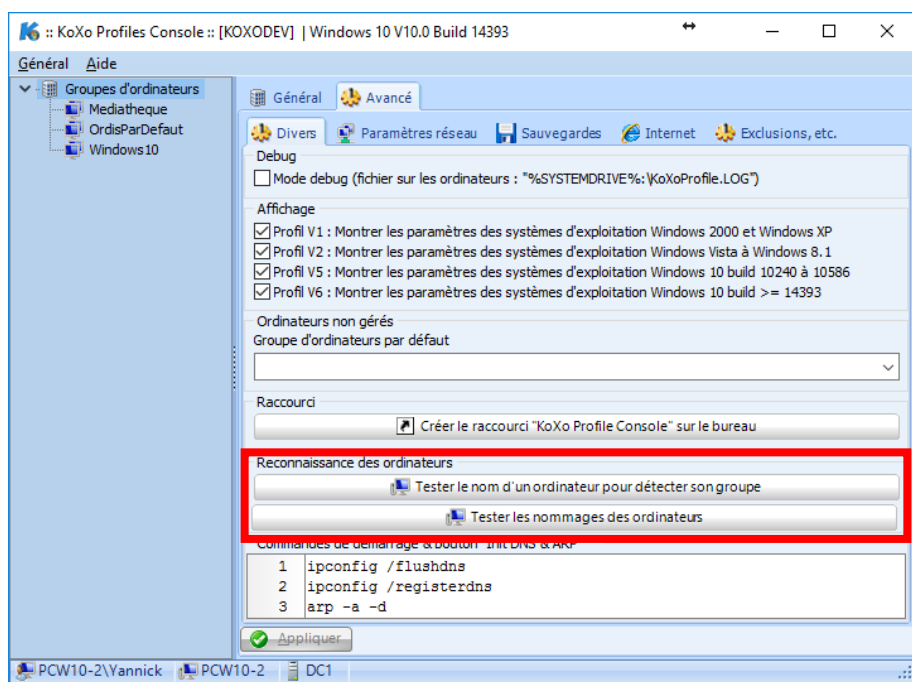 :: KoXo Profiles Console :: [KOXODEV] | Windows 10 V10.0 Build 14393
Général Aide
Groupes d'ordinateurs
Mediatheque
OrdisParDefaut
Windows10
Général Avancé
Divers Paramètres réseau Sauvegardes Internet Exclusions, etc.
Debug
Mode debug (fichier sur les ordinateurs : "%SYSTEMDRIVE%:\KoXoProfile.LOG")
Affichage
Profil V1 : Montrer les paramètres des systèmes d'exploitation Windows 2000 et Windows XP
Profil V2 : Montrer les paramètres des systèmes d'exploitation Windows Vista à Windows 8.1
Profil V5 : Montrer les paramètres des systèmes d'exploitation Windows 10 build 10240 à 10586
Profil V6 : Montrer les paramètres des systèmes d'exploitation Windows 10 build >= 14393
Ordinateurs non gérés
Groupe d'ordinateurs par défaut
Raccourci
Créer le raccourci "KoXo Profile Console" sur le bureau
Reconnaissance des ordinateurs
Tester le nom d'un ordinateur pour détecter son groupe
Tester les nommages des ordinateurs
Commandes de démarrage & bouton "Init DNS & ARP"
1 ipconfig /flushdns
2 ipconfig /registerdns
3 arp -a -d
Appliquer
PCW10-2\Yannick PCW10-2 DC1